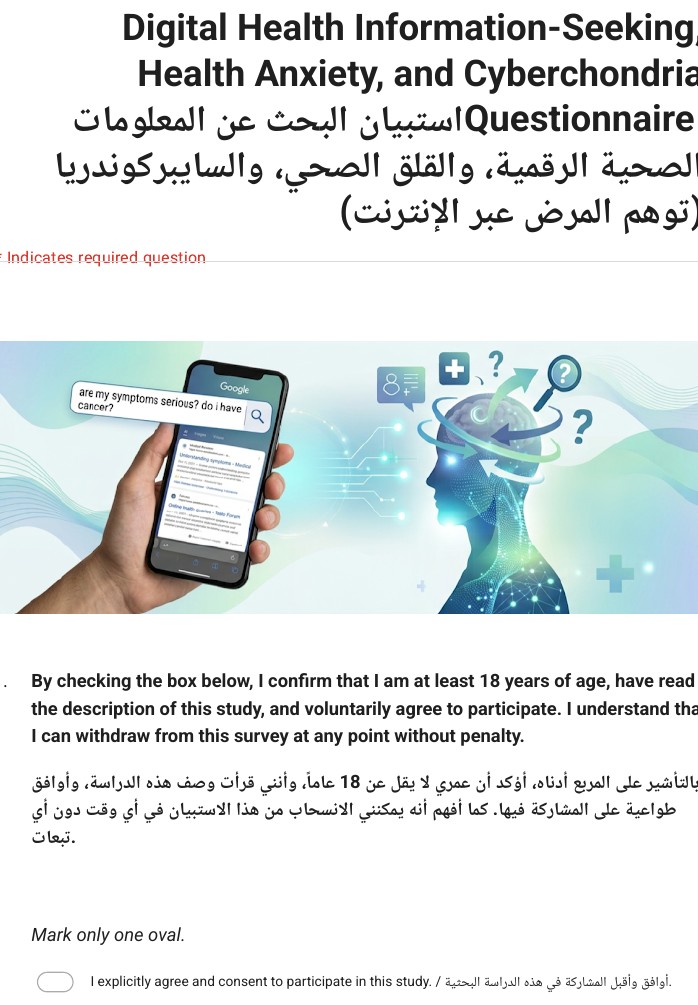 Digital Health Information-Seeking,
Health Anxiety, and Cyberchondria
Questionnaireاستبيان البحث عن المعلومات
الصحية الرقمية، والقلق الصحي، والسايبركوندريا
(توهم المرض عبر الإنترنت)
* Indicates required question
Google
are my symptoms serious? do i have
cancer?
Understanding symptoms - Medical
8
?
?
?
By checking the box below, I confirm that I am at least 18 years of age, have read
the description of this study, and voluntarily agree to participate. I understand tha
I can withdraw from this survey at any point without penalty.
بالتأشير على المربع أدناه، أؤكد أن عمري لا يقل عن 18 عاماً، وأنني قرأت وصف هذه الدراسة، وأوافق
طواعية على المشاركة فيها. كما أفهم أنه يمكنني الانسحاب من هذا الاستبيان في أي وقت دون أي
تبعات.
Mark only one oval.
I explicitly agree and consent to participate in this study. / أوافق وأقبل المشاركة في هذه الدراسة البحثية.